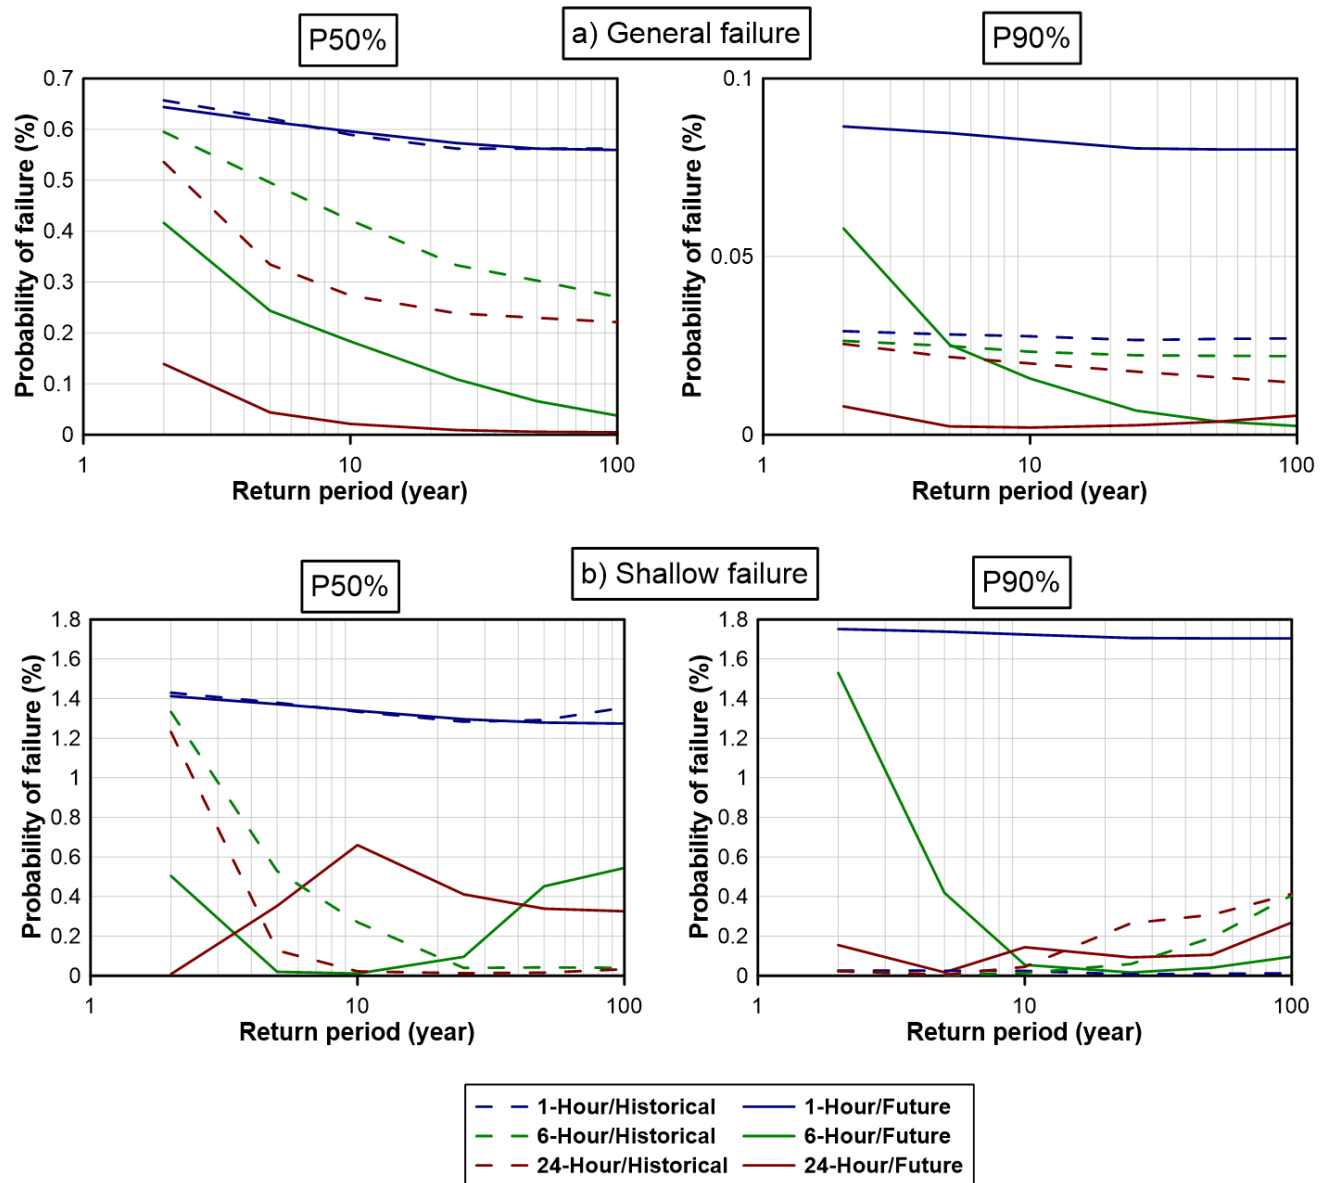 a) General failure
P50%
P90%
0.7
0.6
0.5
0.4
0.3
0.2
0.1
0
Probability of failure (%)
1
10
100
Return period (year)
0.1
0.05
0
Probability of failure (%)
1
10
100
Return period (year)
b) Shallow failure
P50%
P90%
1.8
1.6
1.4
1.2
1
0.8
0.6
0.4
0.2
0
Probability of failure (%)
1
10
100
Return period (year)
1.8
1.6
1.4
1.2
1
0.8
0.6
0.4
0.2
0
Probability of failure (%)
1
10
100
Return period (year)
1-Hour/Historical
1-Hour/Future
6-Hour/Historical
6-Hour/Future
24-Hour/Historical
24-Hour/Future